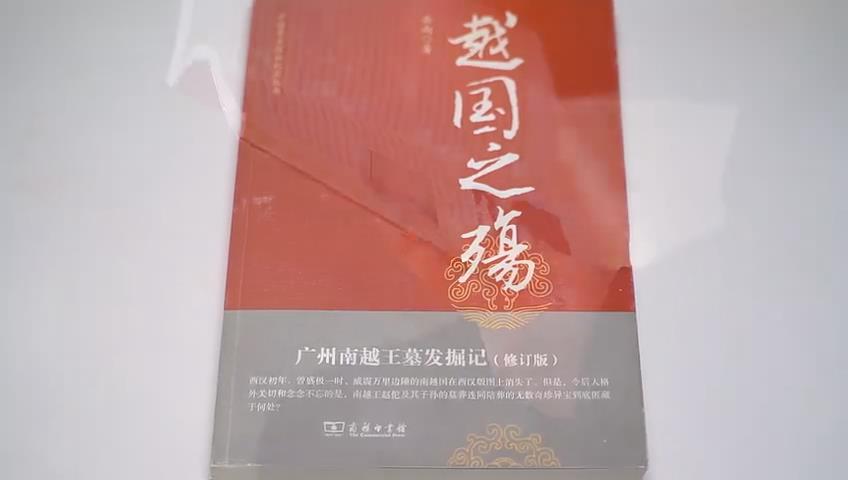 越国之殇
岳南◎著
广州南越王墓发掘记(修订版)
西汉初年，曾盛极一时、威震万里边陲的南越国在西汉版图上消失了。但是，令后人格
外关切和念念不忘的是，南越王赵佗及其子孙的墓葬连同陪葬的无数奇珍异宝到底匿藏
于何处?
商务印书馆
The Commercial Press